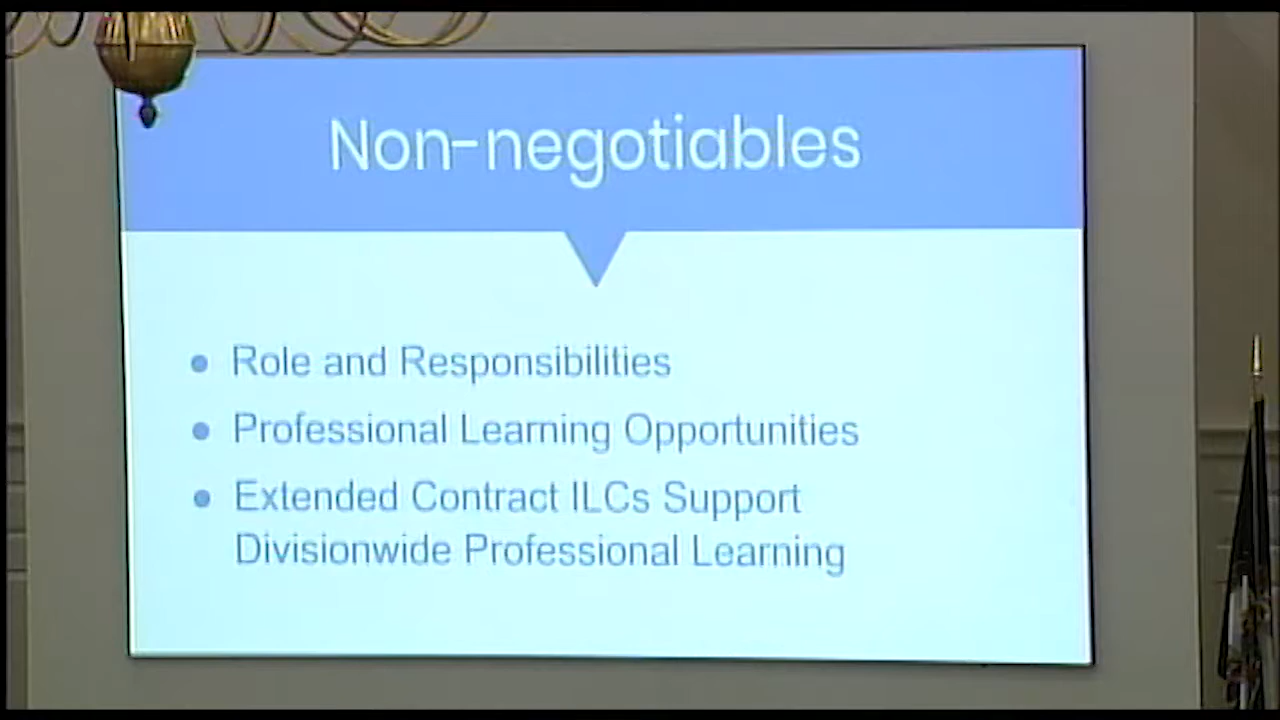 Non-negotiables
• Role and Responsibilities
• Professional Learning Opportunities
• Extended Contract ILCs Support
Divisionwide Professional Learning